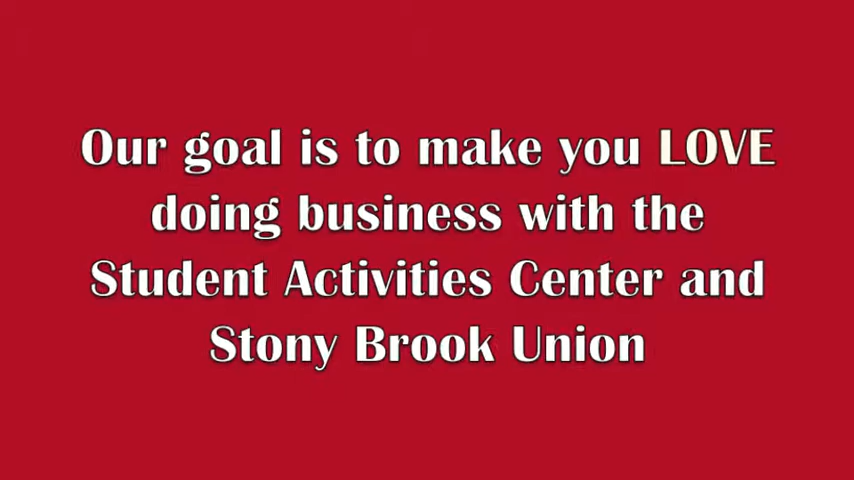 Our goal is to make you LOVE
doing business with the
Student Activities Center and
Stony Brook Union